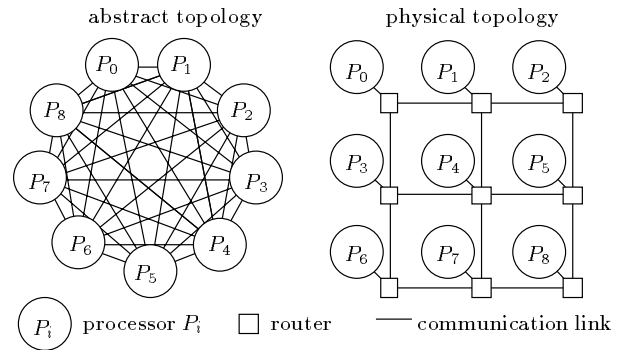 abstract topology
physical topology
P0
P1
P8
P2
P7
P3
P6
P4
P5
P0
P1
P2
P3
P4
P5
P6
P7
P8
Pi processor Pi
router
communication link